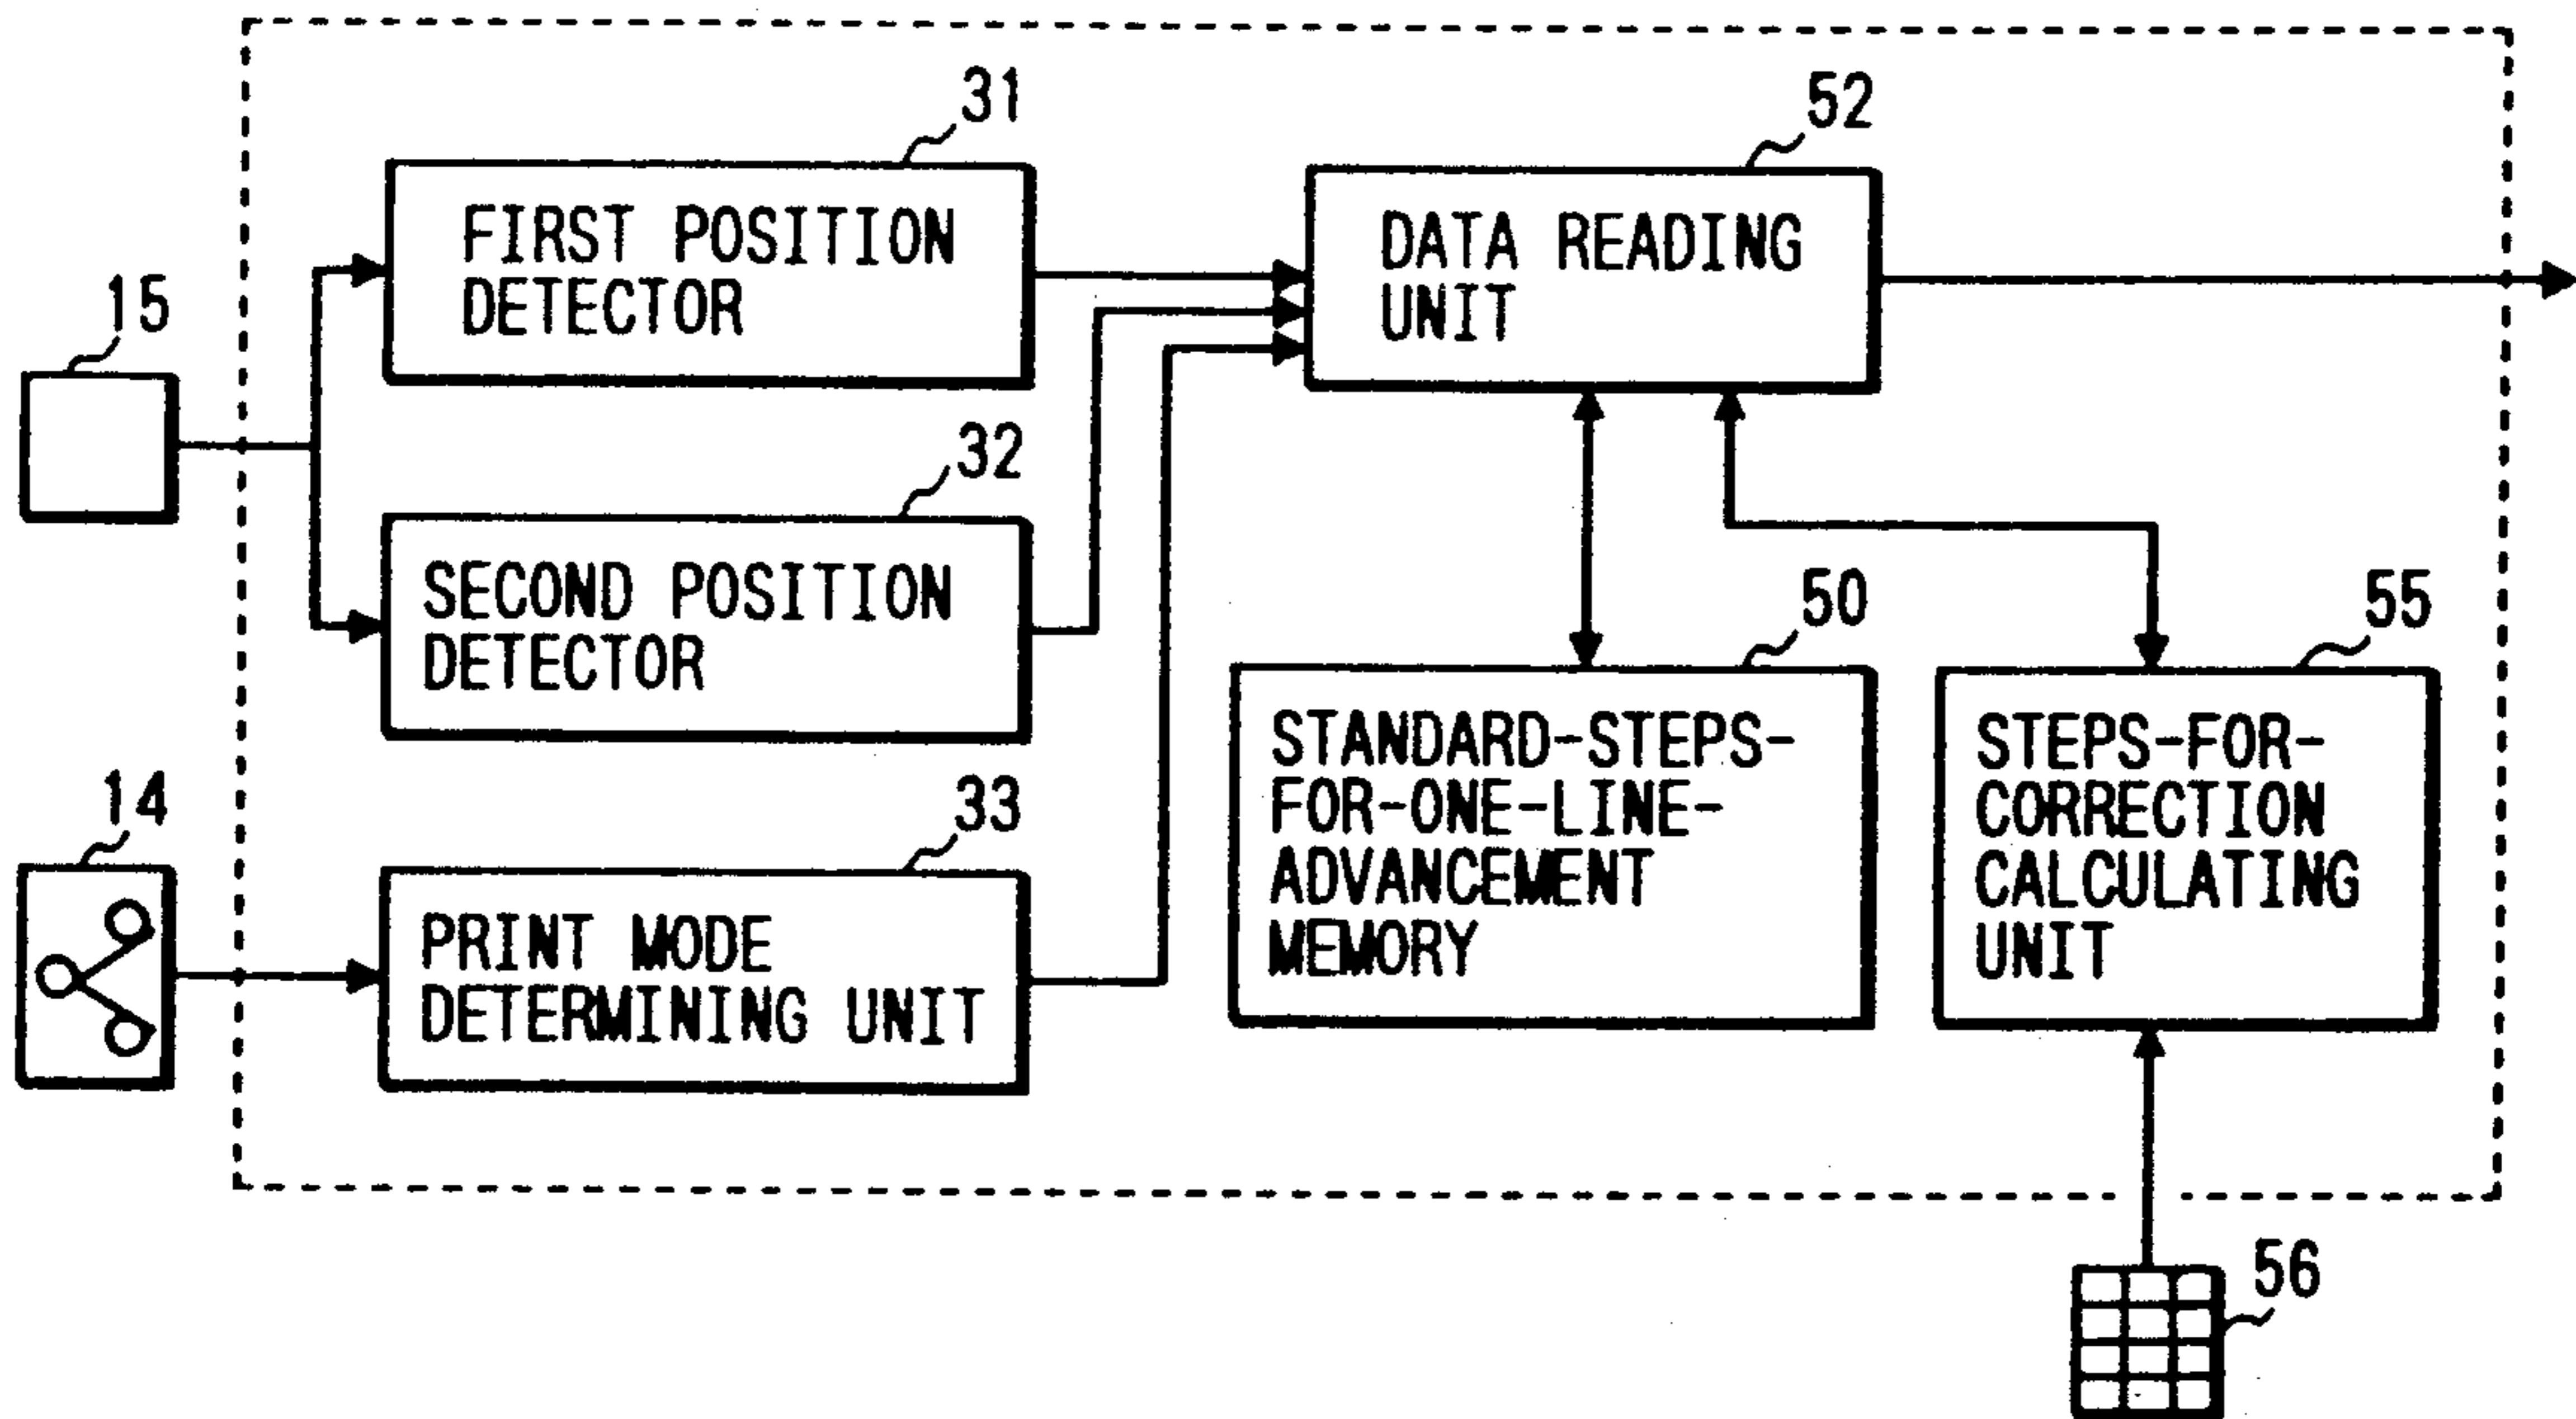 31
FIRST POSITION
DETECTOR
52
DATA READING
UNIT
15
32
SECOND POSITION
DETECTOR
50
STANDARD-STEPS-
FOR-ONE-LINE-
ADVANCEMENT
MEMORY
55
STEPS-FOR-
CORRECTION
CALCULATING
UNIT
14
33
PRINT MODE
DETERMINING UNIT
56